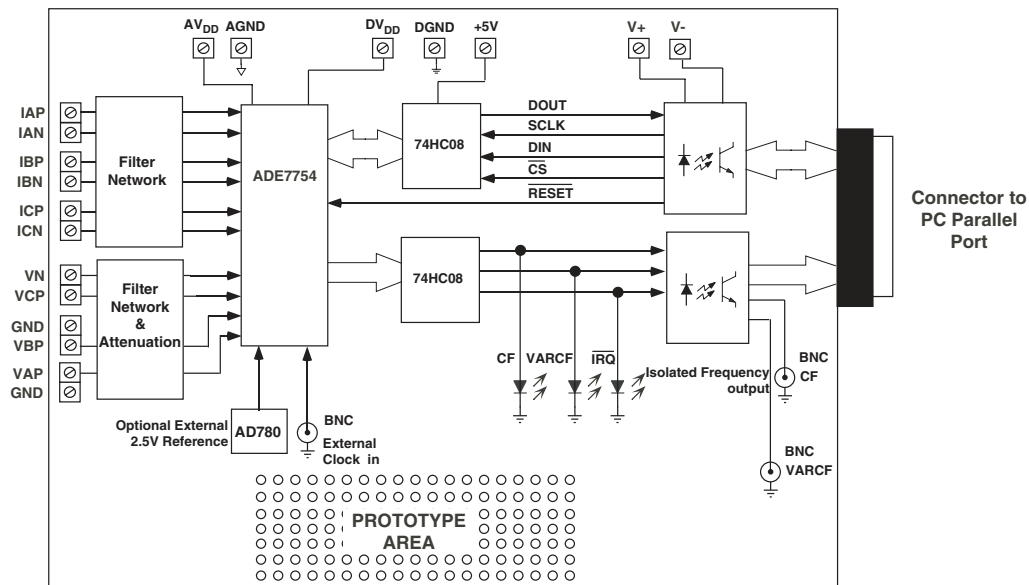 AVDD AGND DVDD DGND +5V V+ V-
IAP
IAN
IBP
IBN
ICP
ICN
Filter
Network
ADE7754
74HC08
DOUT
SCLK
DIN
CS
RESET
Connector to
PC Parallel
Port
VN
VCP
GND
VBP
VAP
GND
Filter
Network
&
Attenuation
74HC08
CF VARCF IRQ
Isolated Frequency
output
BNC
CF
BNC
VARCF
Optional External
2.5V Reference
AD780
BNC
External
Clock in
PROTOTYPE
AREA